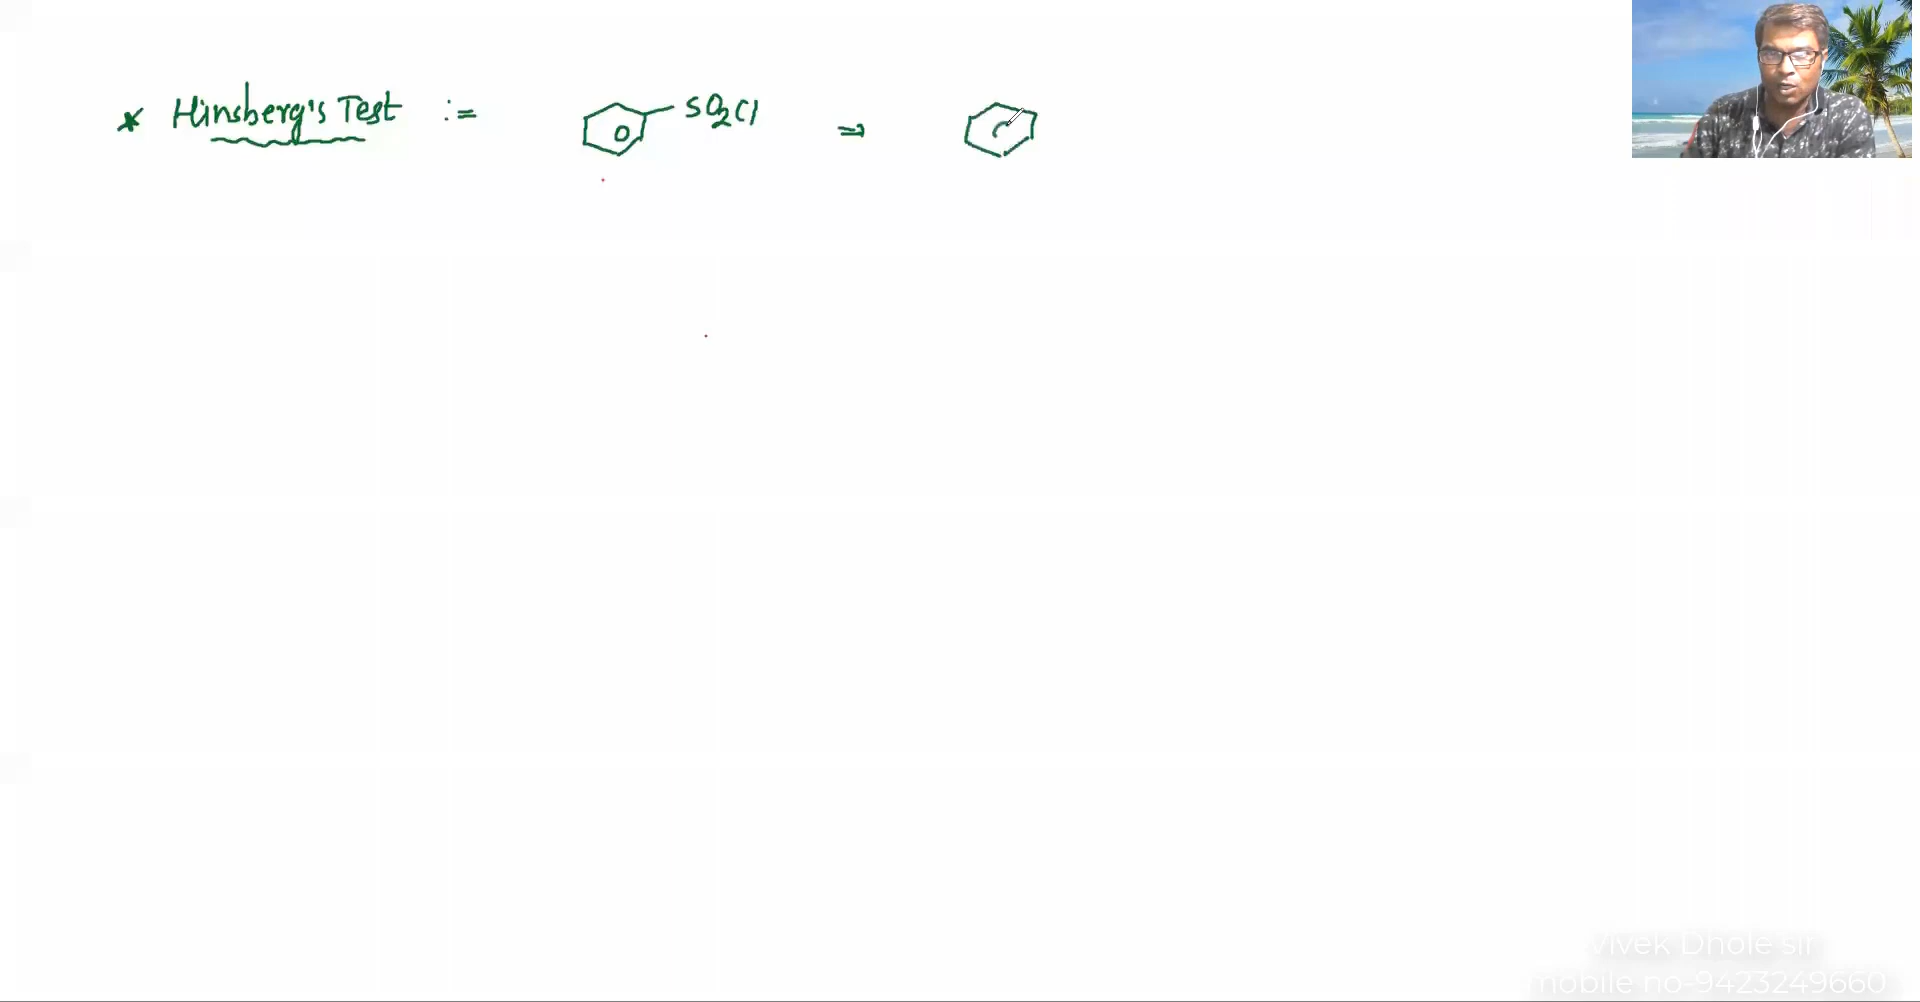 * Hinsberg's Test := SO2Cl ⇒
Vivek Dhole sir
mobile no-9423249660